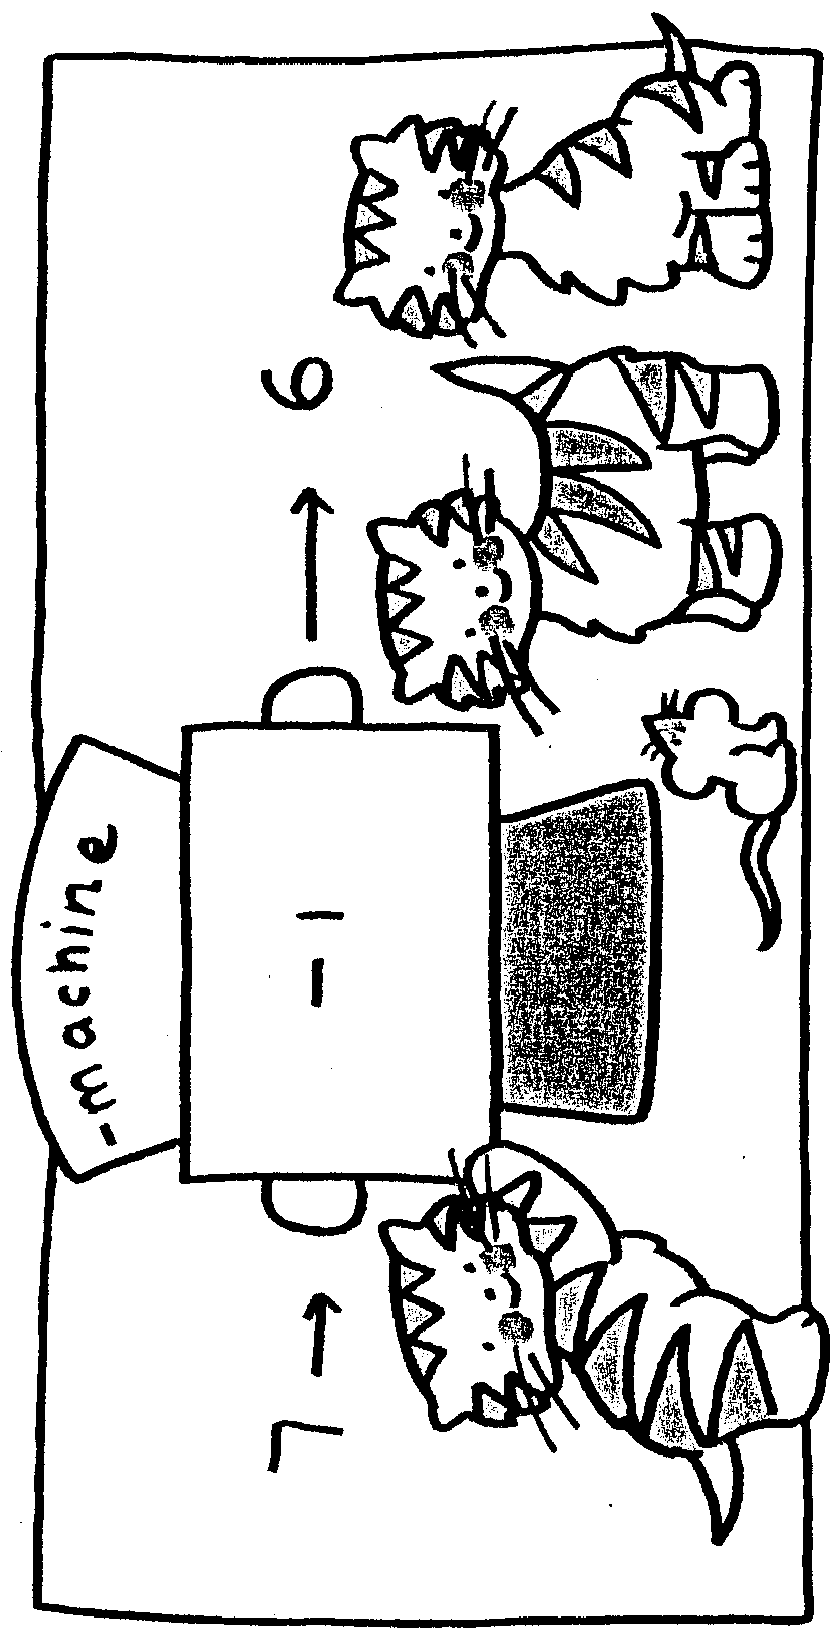 -machine
7 → -1 → 6